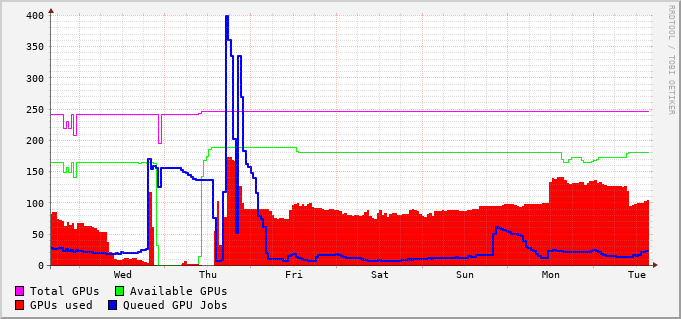 400
350
300
250
200
150
100
50
0
Wed Thu Fri Sat Sun Mon Tue
Total GPUs Available GPUs
GPUs used Queued GPU Jobs
RRDTOOL / TOBI OETIKER